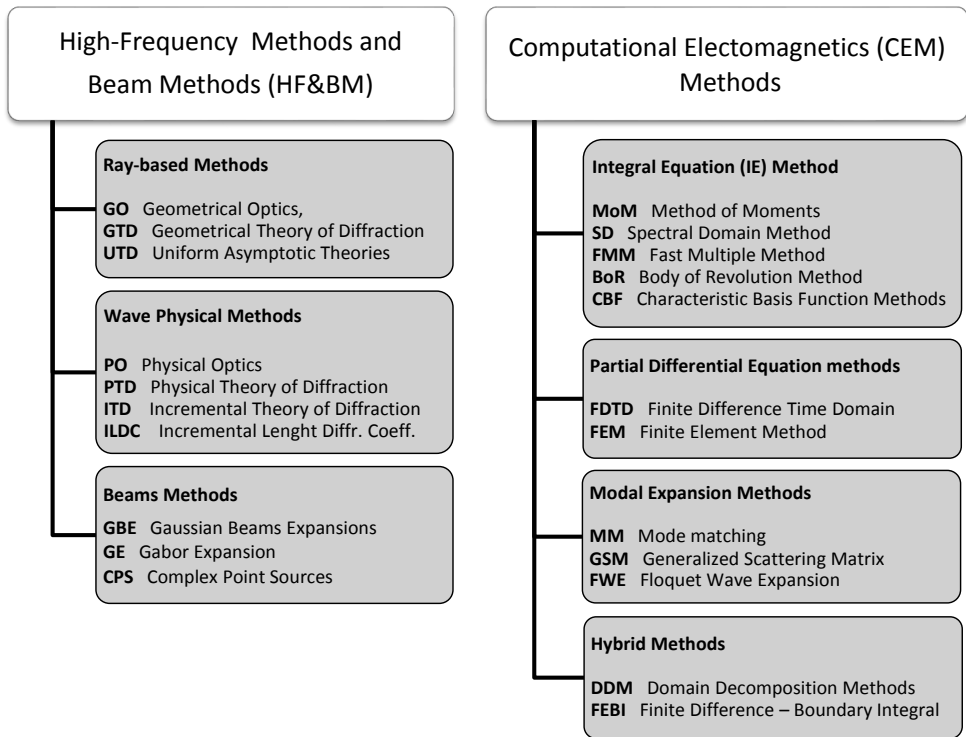 High-Frequency Methods and
Beam Methods (HF&BM)
Ray-based Methods
GO Geometrical Optics,
GTD Geometrical Theory of Diffraction
UTD Uniform Asymptotic Theories
Wave Physical Methods
PO Physical Optics
PTD Physical Theory of Diffraction
ITD Incremental Theory of Diffraction
ILDC Incremental Lenght Diffr. Coeff.
Beams Methods
GBE Gaussian Beams Expansions
GE Gabor Expansion
CPS Complex Point Sources
Computational Electomagnetics (CEM)
Methods
Integral Equation (IE) Method
MoM Method of Moments
SD Spectral Domain Method
FMM Fast Multiple Method
BoR Body of Revolution Method
CBF Characteristic Basis Function Methods
Partial Differential Equation methods
FDTD Finite Difference Time Domain
FEM Finite Element Method
Modal Expansion Methods
MM Mode matching
GSM Generalized Scattering Matrix
FWE Floquet Wave Expansion
Hybrid Methods
DDM Domain Decomposition Methods
FEBI Finite Difference – Boundary Integral